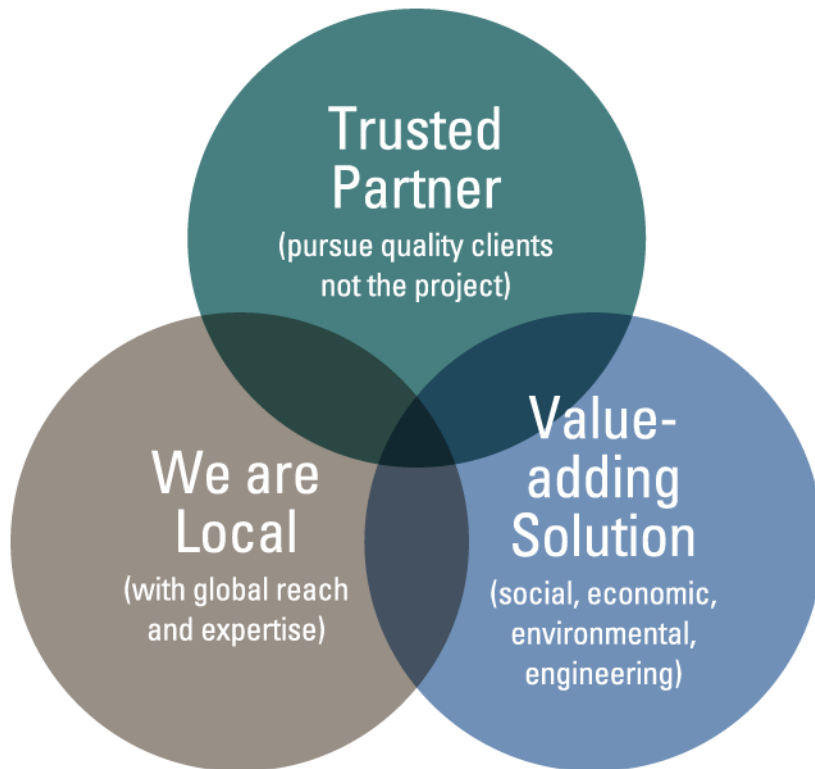 Trusted
Partner
(pursue quality clients
not the project)
We are
Local
(with global reach
and expertise)
Value-
adding
Solution
(social, economic,
environmental,
engineering)